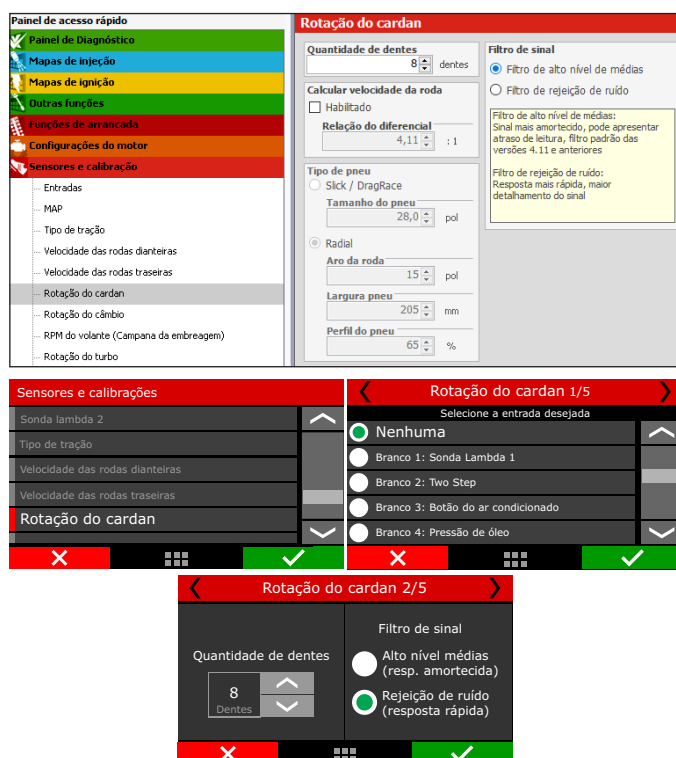 Painel de acesso rápido
Painel de Diagnóstico
Mapas de injeção
Mapas de ignição
Outras funções
Funções de arrancada
Configurações do motor
Sensores e calibração
Entradas
MAP
Tipo de tração
Velocidade das rodas dianteiras
Velocidade das rodas traseiras
Rotação do cardan
Rotação do câmbio
RPM do volante (Campana da embreagem)
Rotação do turbo
Rotação do cardan
Quantidade de dentes
8 dentes
Calcular velocidade da roda
Habilitado
Relação do diferencial
4,11 : 1
Tipo de pneu
Slick / DragRace
Tamanho do pneu
28,0 pol
Radial
Aro da roda
15 pol
Largura pneu
205 mm
Perfil do pneu
65 %
Filtro de sinal
Filtro de alto nível de médias
Filtro de rejeição de ruído
Filtro de alto nível de médias:
Sinal mais amortecido, pode apresentar
atraso de leitura, filtro padrão das
versões 4.11 e anteriores
Filtro de rejeição de ruído:
Resposta mais rápida, maior
detalhamento do sinal
Sensores e calibrações
Sonda lambda 2
Tipo de tração
Velocidade das rodas dianteiras
Velocidade das rodas traseiras
Rotação do cardan
Rotação do cardan 1/5
Selecione a entrada desejada
Nenhuma
Branco 1: Sonda Lambda 1
Branco 2: Two Step
Branco 3: Botão do ar condicionado
Branco 4: Pressão de óleo
Rotação do cardan 2/5
Quantidade de dentes
8
Dentes
Filtro de sinal
Alto nível médias
(resp. amortecida)
Rejeição de ruído
(resposta rápida)